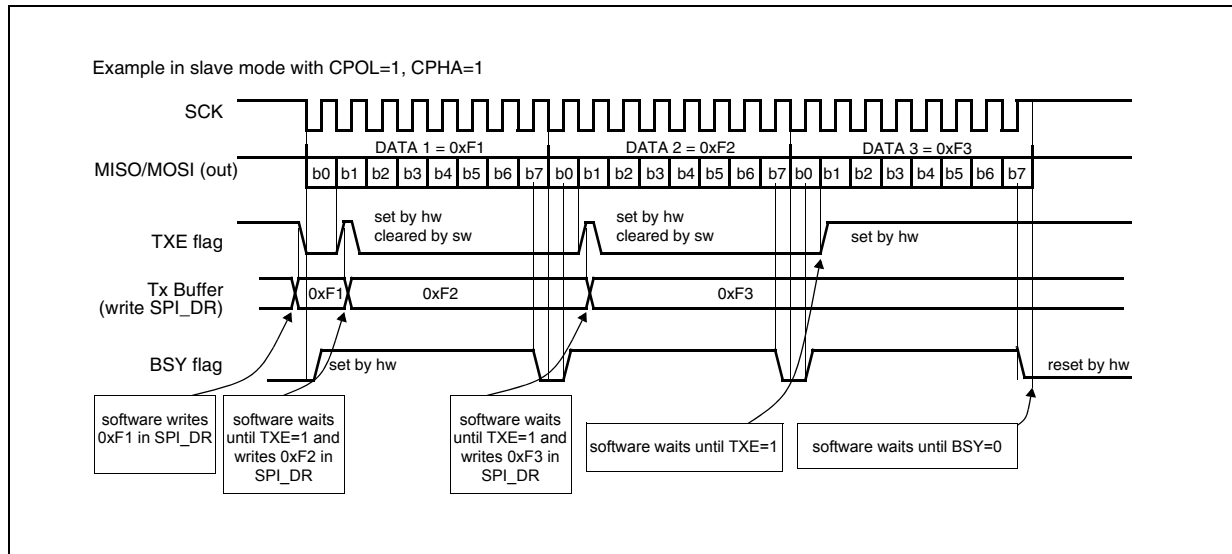 Example in slave mode with CPOL=1, CPHA=1
SCK
DATA 1 = 0xF1
DATA 2 = 0xF2
DATA 3 = 0xF3
MISO/MOSI (out)
b0 b1 b2 b3 b4 b5 b6 b7 b0 b1 b2 b3 b4 b5 b6 b7 b0 b1 b2 b3 b4 b5 b6 b7
TXE flag
set by hw
cleared by sw
set by hw
cleared by sw
set by hw
Tx Buffer
(write SPI_DR)
0xF1
0xF2
0xF3
BSY flag
set by hw
reset by hw
software writes
0xF1 in SPI_DR
software waits
until TXE=1 and
writes 0xF2 in
SPI_DR
software waits
until TXE=1 and
writes 0xF3 in
SPI_DR
software waits until TXE=1
software waits until BSY=0